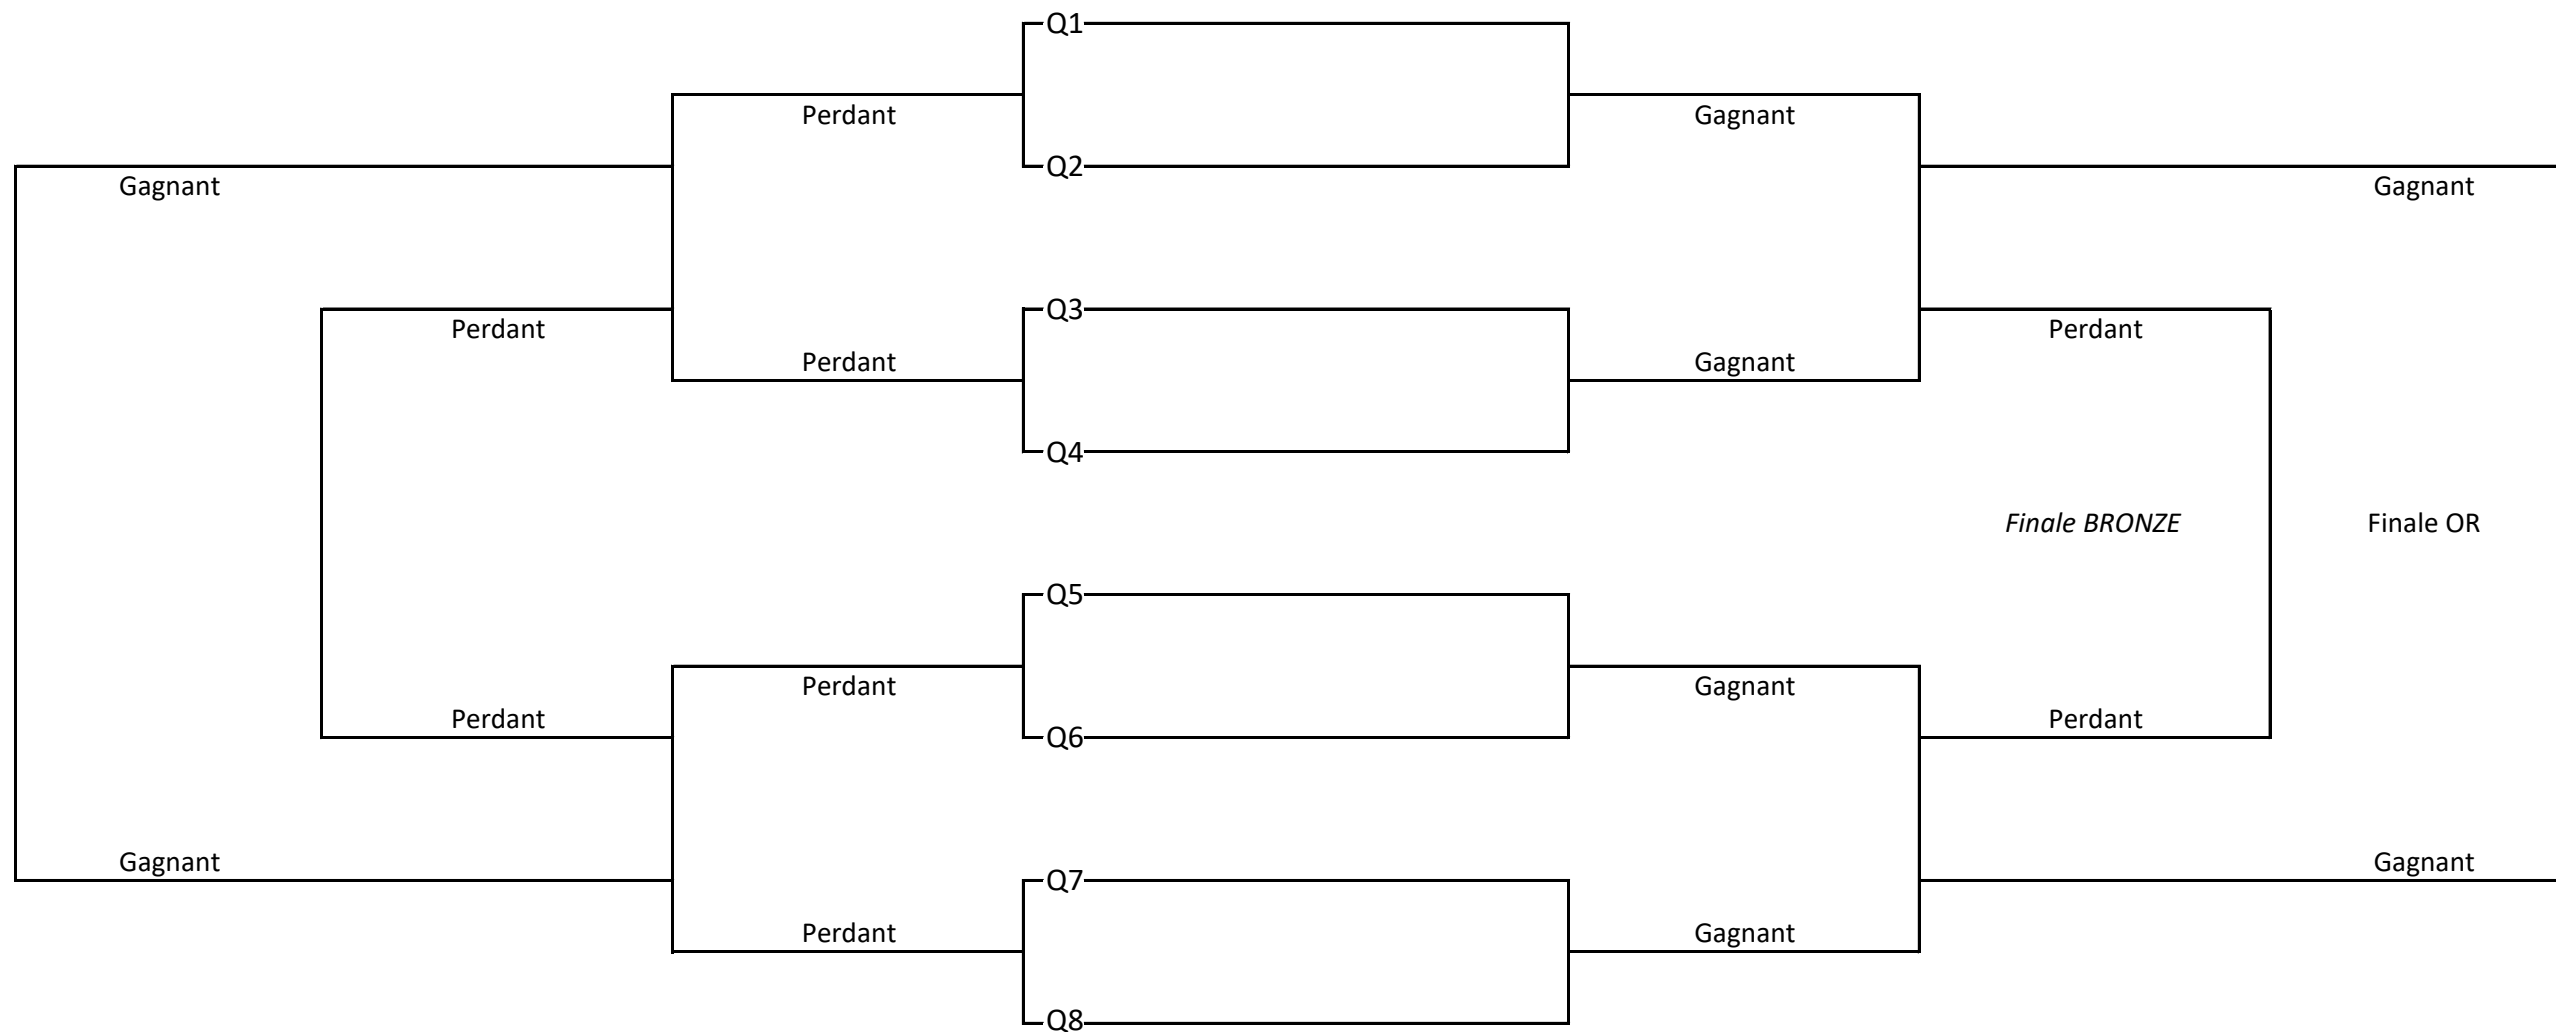 Q1
Perdant
Gagnant
Q2
Gagnant
Gagnant
Q3
Perdant
Perdant
Perdant
Gagnant
Q4
Finale BRONZE
Finale OR
Q5
Perdant
Gagnant
Perdant
Perdant
Q6
Gagnant
Gagnant
Q7
Perdant
Gagnant
Q8